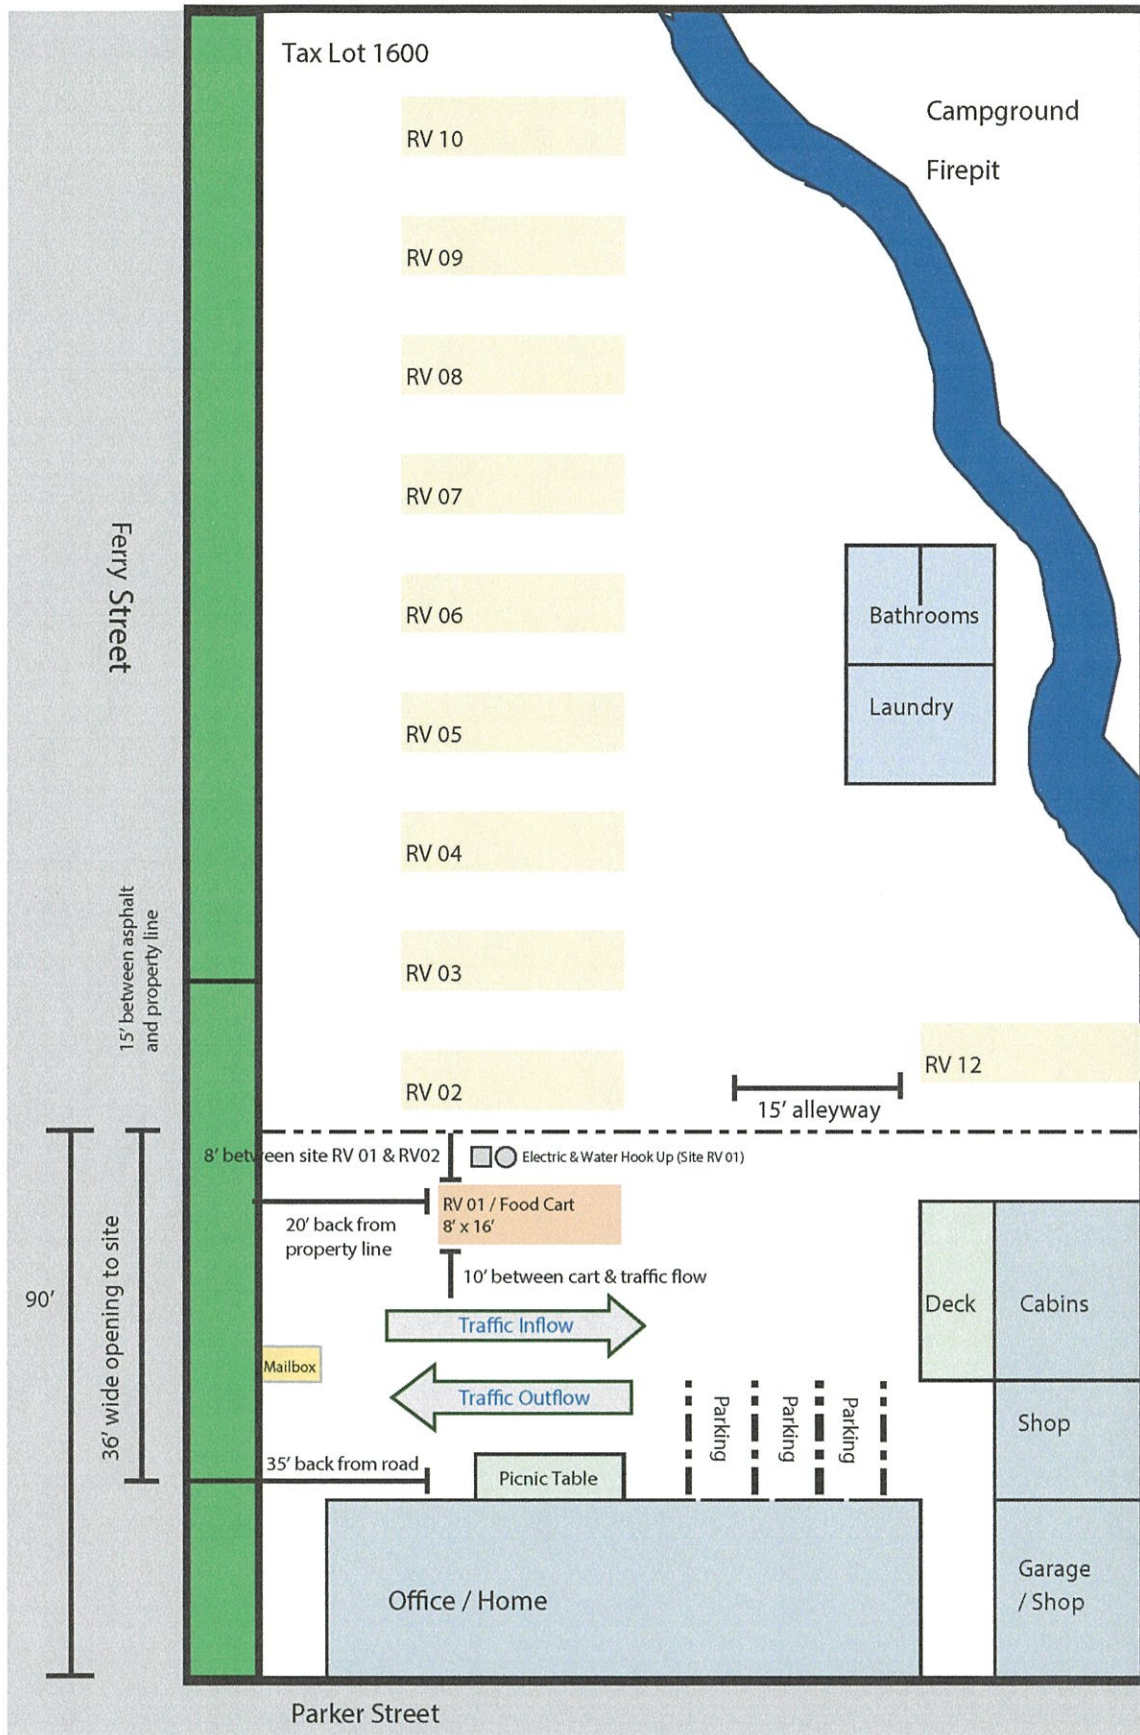 Tax Lot 1600
Campground
Firepit
RV 10
RV 09
RV 08
RV 07
RV 06
RV 05
RV 04
RV 03
RV 02
RV 12
Bathrooms
Laundry
Ferry Street
15' between asphalt
and property line
15' alleyway
8' between site RV 01 & RV02
Electric & Water Hook Up (Site RV 01)
RV 01 / Food Cart
8' x 16'
20' back from
property line
10' between cart & traffic flow
90'
36' wide opening to site
Traffic Inflow
Mailbox
Traffic Outflow
Parking
Parking
Parking
Deck
Cabins
Shop
35' back from road
Picnic Table
Office / Home
Garage
/ Shop
Parker Street